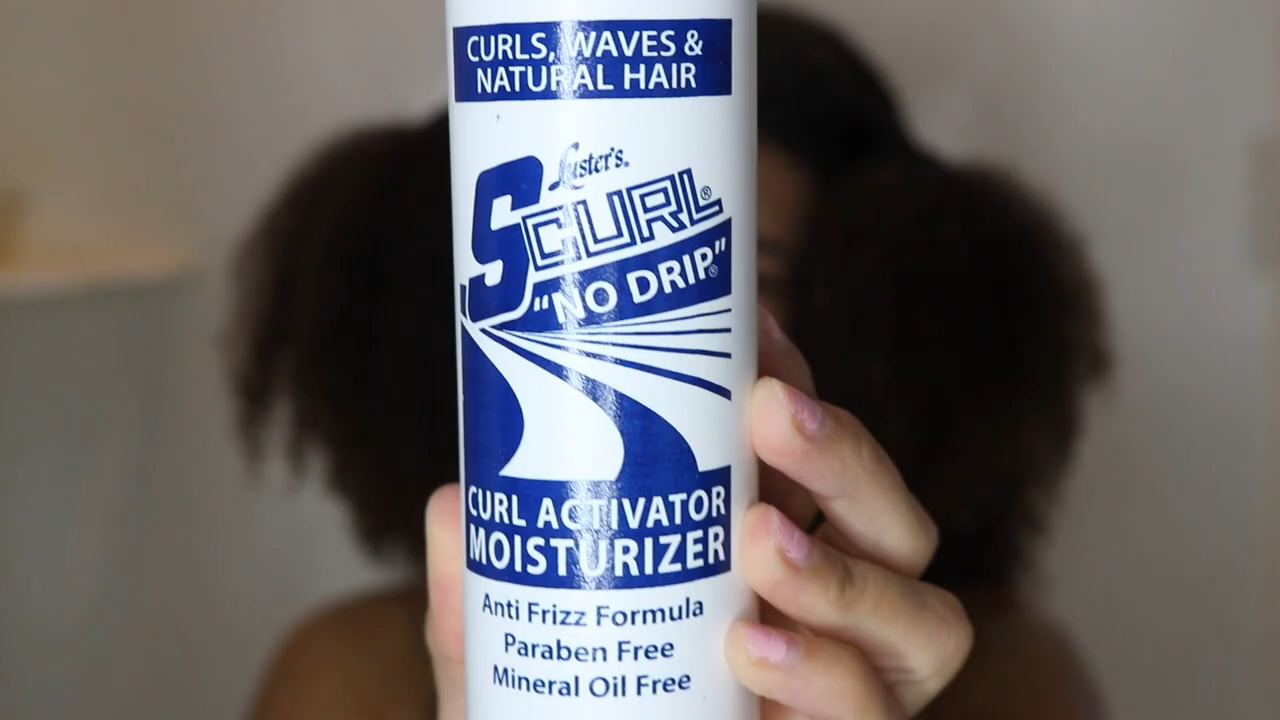 CURLS, WAVES &
NATURAL HAIR
Luster's®
SCURL®
"NO DRIP"®
CURL ACTIVATOR
MOISTURIZER
Anti Frizz Formula
Paraben Free
Mineral Oil Free